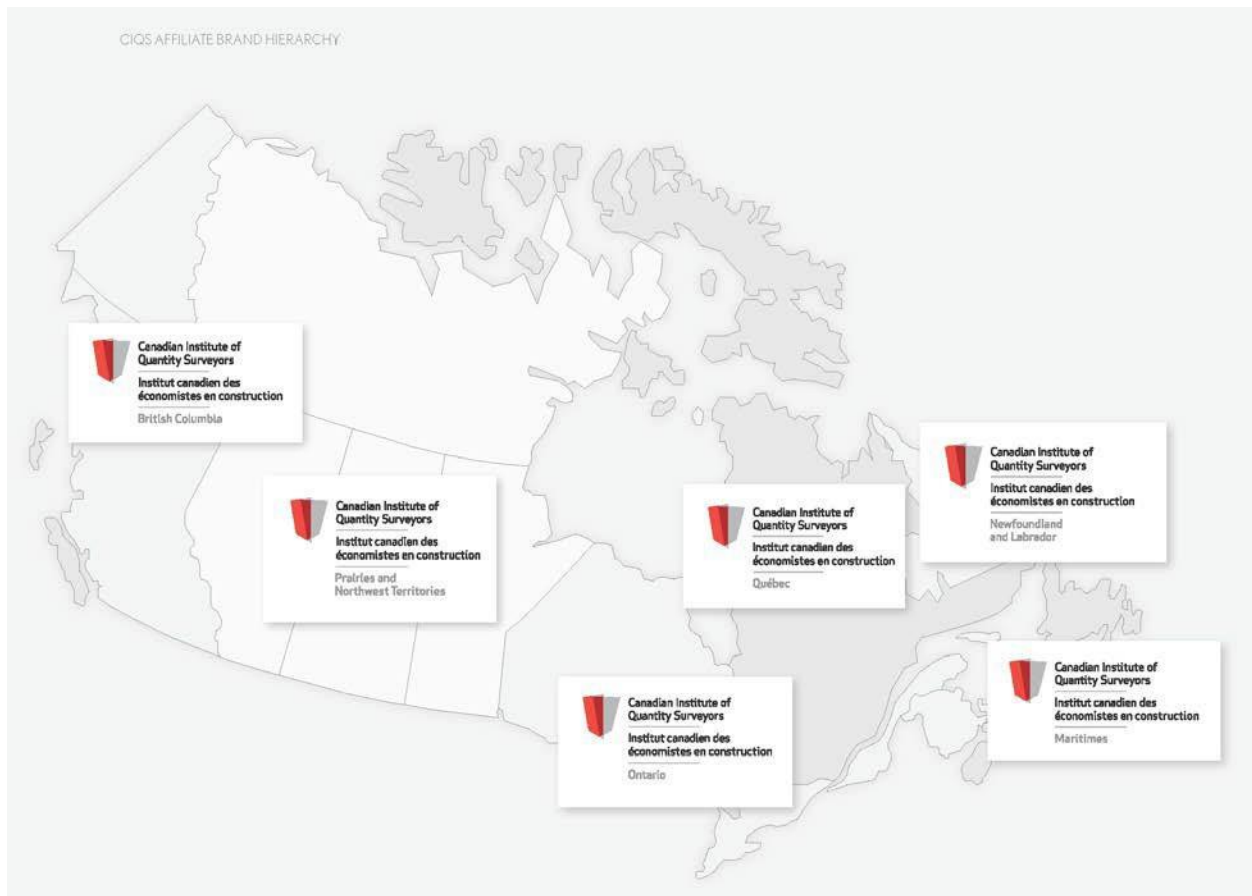 CIQS AFFILIATE BRAND HIERARCHY
Canadian Institute of
Quantity Surveyors
Institut canadien des
économistes en construction
British Columbia
Canadian Institute of
Quantity Surveyors
Institut canadien des
économistes en construction
Prairies and
Northwest Territories
Canadian Institute of
Quantity Surveyors
Institut canadien des
économistes en construction
Québec
Canadian Institute of
Quantity Surveyors
Institut canadien des
économistes en construction
Newfoundland
and Labrador
Canadian Institute of
Quantity Surveyors
Institut canadien des
économistes en construction
Ontario
Canadian Institute of
Quantity Surveyors
Institut canadien des
économistes en construction
Maritimes